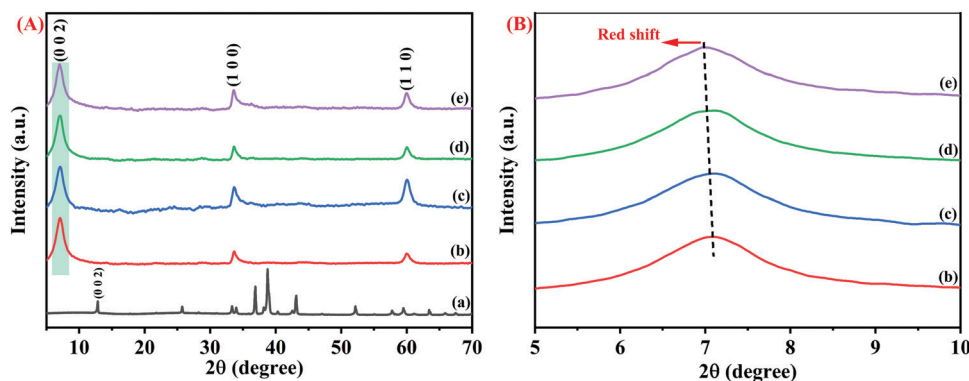 (A)
(0 0 2)
(1 0 0)
(1 1 0)
(e)
(d)
(c)
(b)
(0 0 2)
(a)
Intensity (a.u.)
10 20 30 40 50 60 70
2θ (degree)
(B)
Red shift
(e)
(d)
(c)
(b)
Intensity (a.u.)
5 6 7 8 9 10
2θ (degree)